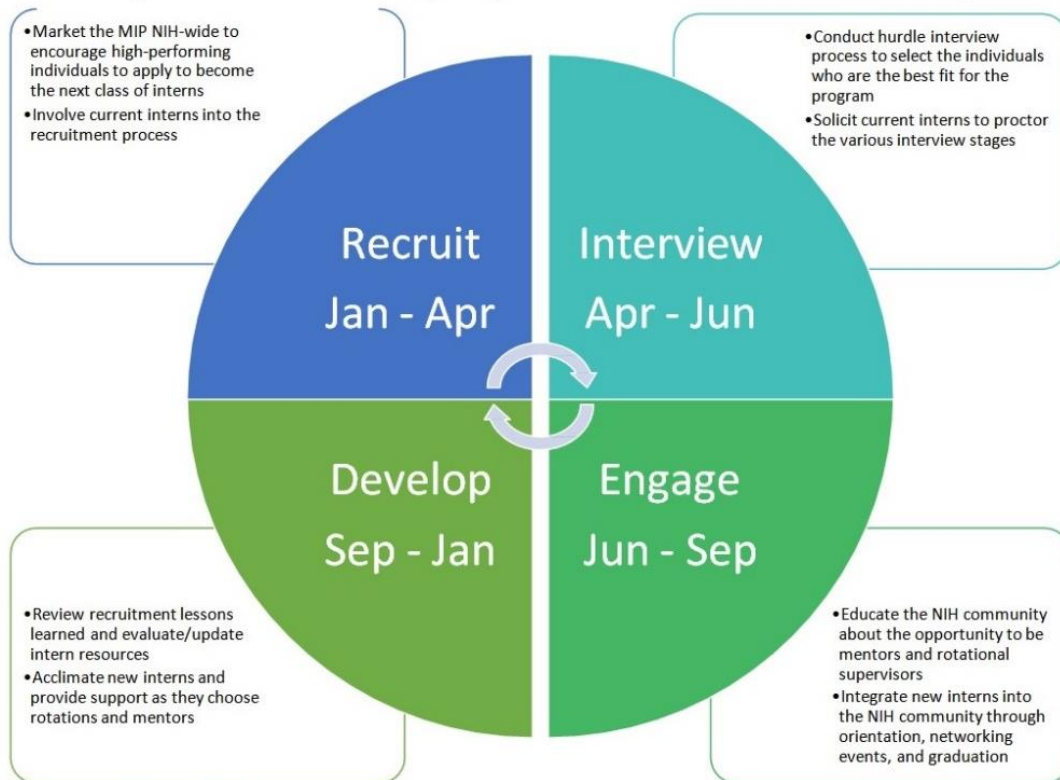 •Market the MIP NIH-wide to
encourage high-performing
individuals to apply to become
the next class of interns
•Involve current interns into the
recruitment process
•Conduct hurdle interview
process to select the individuals
who are the best fit for the
program
•Solicit current interns to proctor
the various interview stages
Recruit
Jan - Apr
Interview
Apr - Jun
Develop
Sep - Jan
Engage
Jun - Sep
•Review recruitment lessons
learned and evaluate/update
intern resources
•Acclimate new interns and
provide support as they choose
rotations and mentors
•Educate the NIH community
about the opportunity to be
mentors and rotational
supervisors
•Integrate new interns into
the NIH community through
orientation, networking
events, and graduation